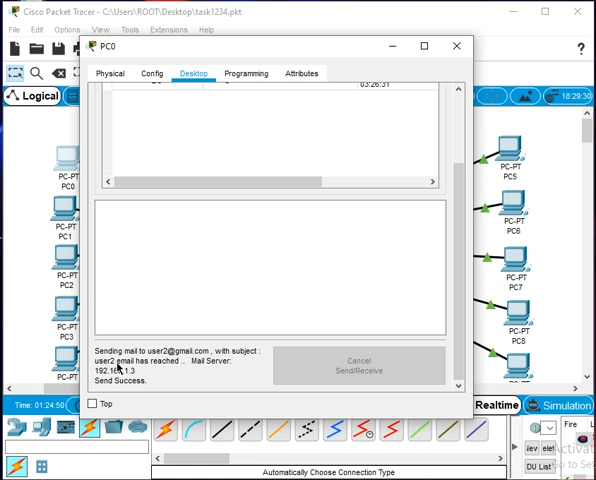 Cisco Packet Tracer - C:\Users\ROOT\Desktop\task1234.pkt
File Edit Options View Tools Extensions Help
PC0
Physical Config Desktop Programming Attributes
Logical
18:29:30
03:26:31
PC-PT
PC0
PC-PT
PC1
PC-PT
PC2
PC-PT
PC3
PC-PT
PC-PT
PC5
PC-PT
PC6
PC-PT
PC7
PC-PT
PC8
PC-PT
Sending mail to user2@gmail.com , with subject :
user2 email has reached .. Mail Server:
Send Success.
Cancel
Send/Receive
Top
Time: 01:24:50
Realtime
Simulation
Fire
DU List
Automatically Choose Connection Type